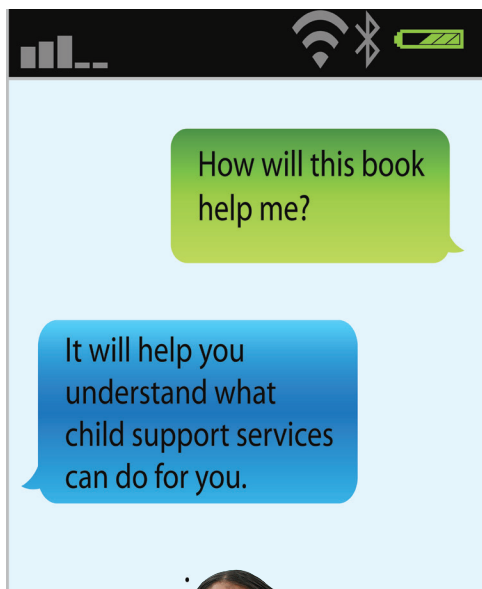 How will this book
help me?
It will help you
understand what
child support services
can do for you.